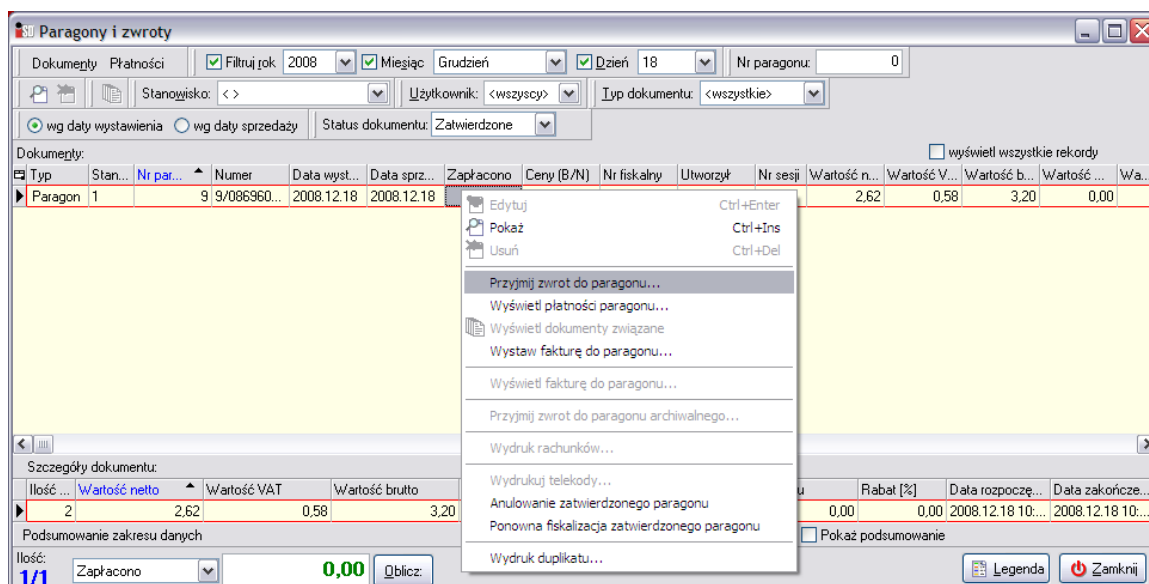 Paragony i zwroty
Dokumenty Płatności Filtruj rok 2008 Miesiąc Grudzień Dzień 18 Nr paragonu: 0
Stanowisko: < > Użytkownik: <wszyscy> Typ dokumentu: <wszystkie>
wg daty wystawienia wg daty sprzedaży Status dokumentu: Zatwierdzone
Dokumenty: wyświetl wszystkie rekordy
Typ Stan... Nr par... Numer Data wyst... Data sprz... Zapłacono Ceny (B/N) Nr fiskalny Utworzył Nr sesji Wartość n... Wartość V... Wartość b... Wartość ... Wa...
Paragon 1 9 9/086960... 2008.12.18 2008.12.18 2,62 0,58 3,20 0,00
Edytuj Ctrl+Enter
Pokaż Ctrl+Ins
Usuń Ctrl+Del
Przyjmij zwrot do paragonu...
Wyświetl płatności paragonu...
Wyświetl dokumenty związane
Wystaw fakturę do paragonu...
Wyświetl fakturę do paragonu...
Przyjmij zwrot do paragonu archiwalnego...
Wydruk rachunków...
Wydrukuj telekody...
Anulowanie zatwierdzonego paragonu
Ponowna fiskalizacja zatwierdzonego paragonu
Wydruk duplikatu...
Szczegóły dokumentu:
Ilość ... Wartość netto Wartość VAT Wartość brutto Rabat [%] Data rozpoczę... Data zakończe...
2 2,62 0,58 3,20 0,00 0,00 2008.12.18 10:... 2008.12.18 10:...
Podsumowanie zakresu danych Pokaż podsumowanie
Ilość:
1/1 Zapłacono 0,00 Oblicz: Legenda Zamknij